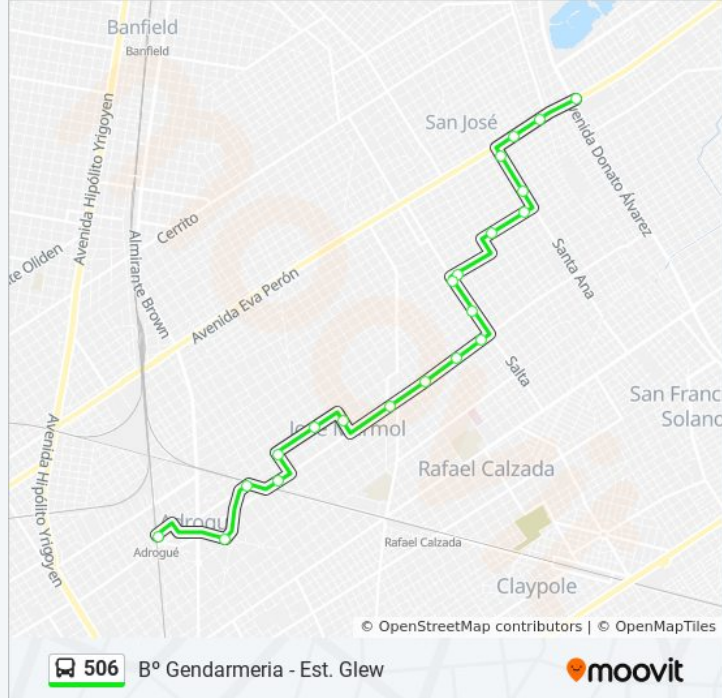 Banfield
Banfield
Avenida Hipólito Yrigoyen
San José
Avenida Donato Álvarez
Cerrito
te Oliden
Almirante Brown
Santa Ana
Avenida Eva Perón
Salta
San Franc
Solano
José Mármol
Avenida Hipólito Yrigoyen
Rafael Calzada
Adrogu
Adrogué
Rafael Calzada
Claypole
© OpenStreetMap contributors | © OpenMapTiles
506 Bº Gendarmeria - Est. Glew
moovit